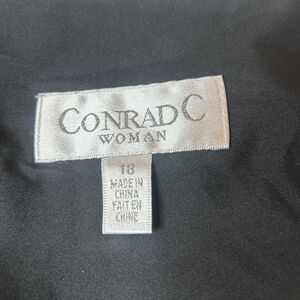 CONRAD C
WOMAN
18
MADE IN
CHINA
FAIT EN
CHINE